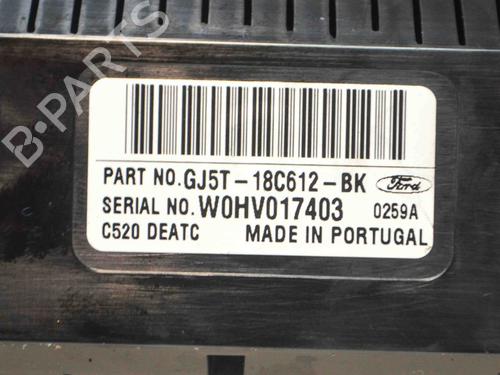 B-PARTS
PART NO.GJ5T-18C612-BK Ford
SERIAL NO.W0HV017403 0259A
C520 DEATC MADE IN PORTUGAL